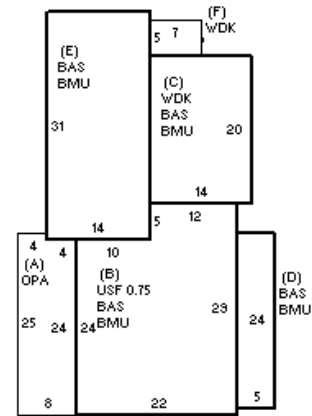 (F)
WDK
7
5
(E)
BAS
BMU
(C)
WDK
BAS
BMU
31
20
14
14
12
5
4
4
10
(A)
OPA
(B)
USF 0.75
BAS
BMU
(D)
BAS
BMU
29
24
25
24
24
8
22
5